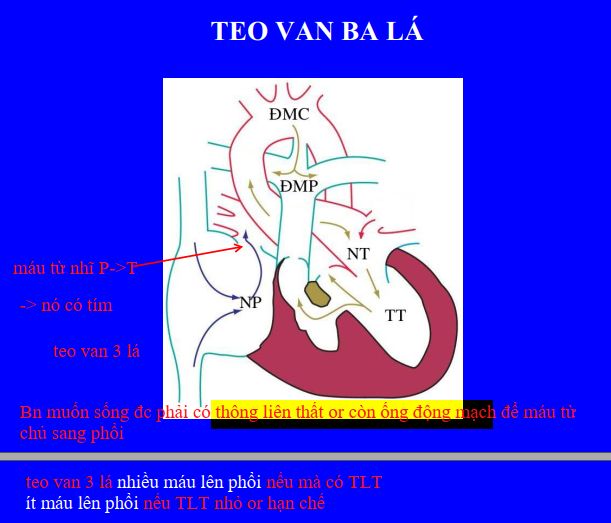 TEO VAN BA LÁ
ĐMC
ĐMP
NT
máu từ nhĩ P->T
NP
-> nó có tím
TT
teo van 3 lá
Bn muốn sống đc phải có thông liên thất or còn ống động mạch để máu từ
chủ sang phổi
teo van 3 lá nhiều máu lên phổi nếu mà có TLT
ít máu lên phổi nếu TLT nhỏ or hạn chế